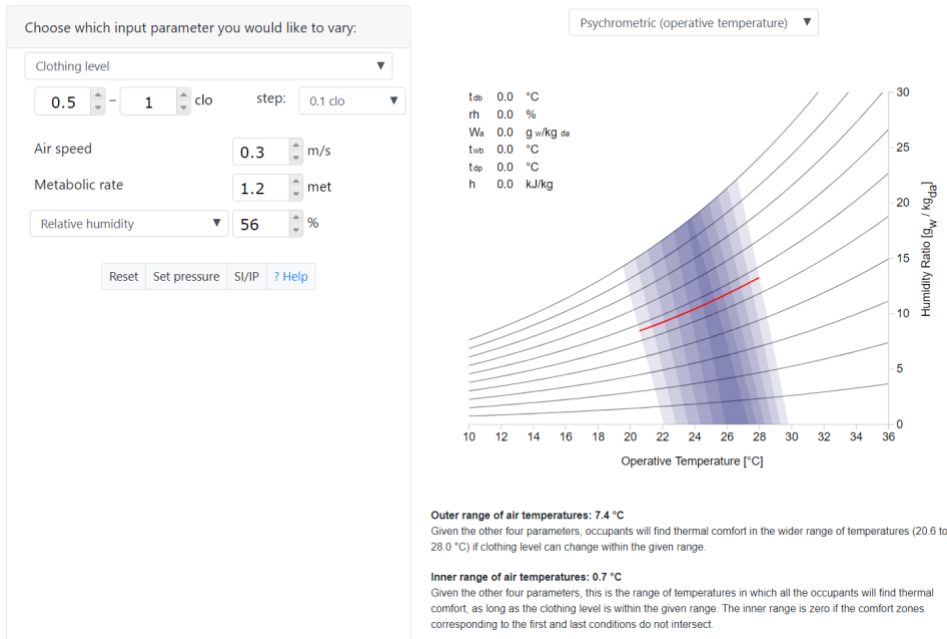 Choose which input parameter you would like to vary:
Clothing level
0.5 – 1 clo step: 0.1 clo
Air speed 0.3 m/s
Metabolic rate 1.2 met
Relative humidity 56 %
Reset Set pressure SI/IP ? Help
Psychrometric (operative temperature)
tdb 0.0 °C
rh 0.0 %
Wa 0.0 g w/kg da
twb 0.0 °C
tdp 0.0 °C
h 0.0 kJ/kg
30
25
20
15
10
5
0
Humidity Ratio [gw / kgda]
10 12 14 16 18 20 22 24 26 28 30 32 34 36
Operative Temperature [°C]
Outer range of air temperatures: 7.4 °C
Given the other four parameters, occupants will find thermal comfort in the wider range of temperatures (20.6 to
28.0 °C) if clothing level can change within the given range.
Inner range of air temperatures: 0.7 °C
Given the other four parameters, this is the range of temperatures in which all the occupants will find thermal
comfort, as long as the clothing level is within the given range. The inner range is zero if the comfort zones
corresponding to the first and last conditions do not intersect.